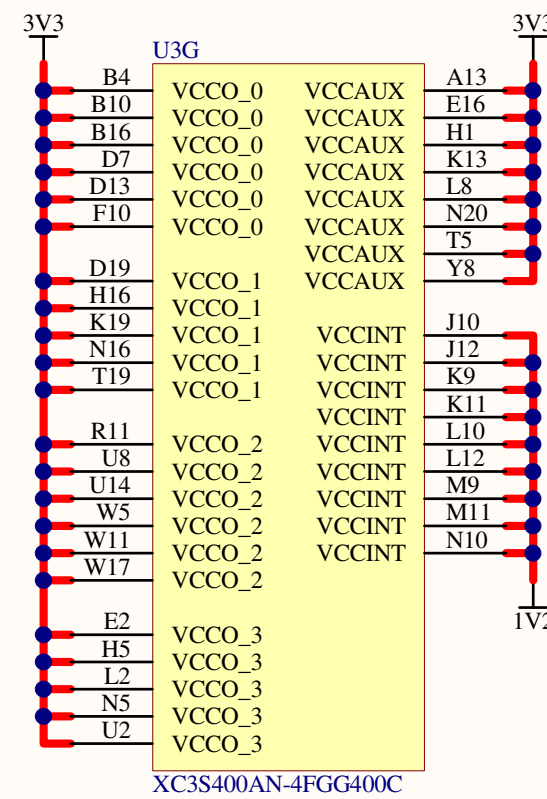 3V3 3V3
U3G
B4 VCCO_0 VCCAUX A13
B10 VCCO_0 VCCAUX E16
B16 VCCO_0 VCCAUX H1
D7 VCCO_0 VCCAUX K13
D13 VCCO_0 VCCAUX L8
F10 VCCO_0 VCCAUX N20
VCCAUX T5
D19 VCCO_1 VCCAUX Y8
H16 VCCO_1
K19 VCCO_1 VCCINT J10
N16 VCCO_1 VCCINT J12
T19 VCCO_1 VCCINT K9
VCCINT K11
R11 VCCO_2 VCCINT L10
U8 VCCO_2 VCCINT L12
U14 VCCO_2 VCCINT M9
W5 VCCO_2 VCCINT M11
W11 VCCO_2 VCCINT N10
W17 VCCO_2
1V2
E2 VCCO_3
H5 VCCO_3
L2 VCCO_3
N5 VCCO_3
U2 VCCO_3
XC3S400AN-4FGG400C